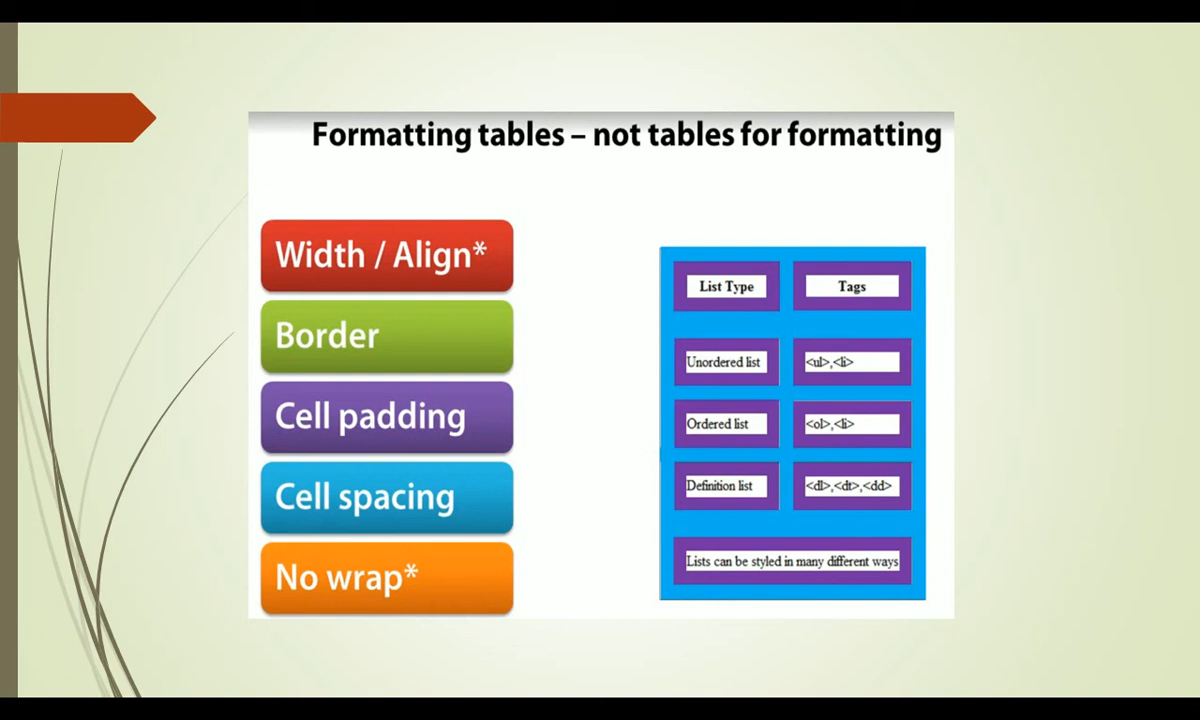 Formatting tables – not tables for formatting
Width / Align*
Border
Cell padding
Cell spacing
No wrap*
List Type Tags
Unordered list <ul>,<li>
Ordered list <ol>,<li>
Definition list <dl>,<dt>,<dd>
Lists can be styled in many different ways